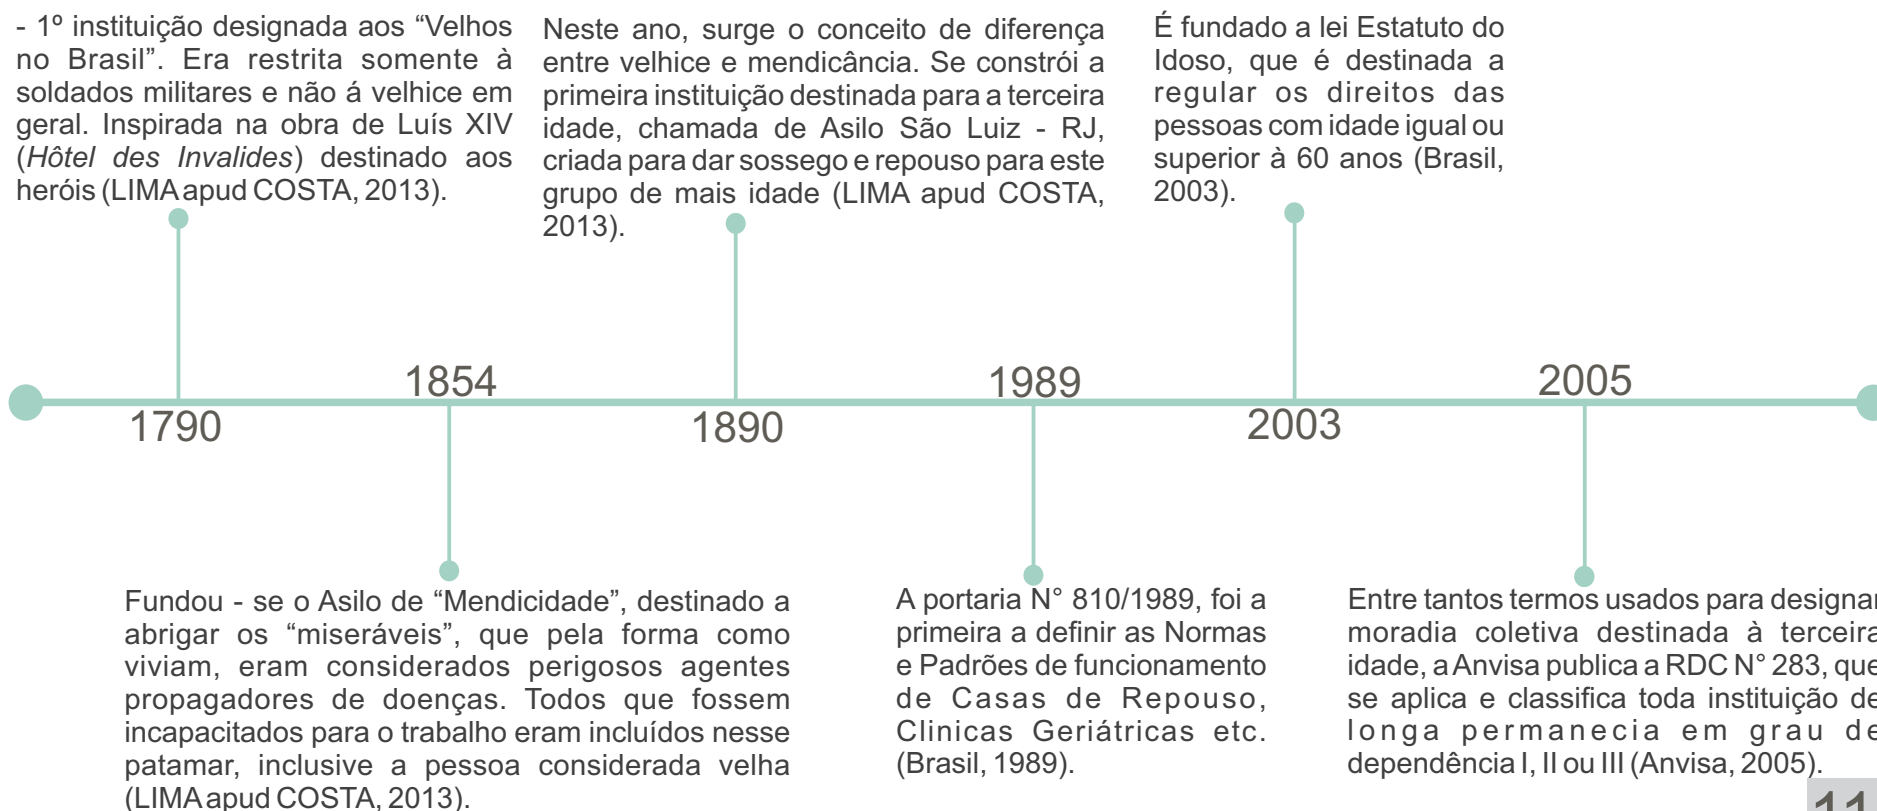 - 1º instituição designada aos “Velhos
no Brasil”. Era restrita somente à
soldados militares e não á velhice em
geral. Inspirada na obra de Luís XIV
(Hôtel des Invalides) destinado aos
heróis (LIMA apud COSTA, 2013).
Neste ano, surge o conceito de diferença
entre velhice e mendicância. Se constrói a
primeira instituição destinada para a terceira
idade, chamada de Asilo São Luiz - RJ,
criada para dar sossego e repouso para este
grupo de mais idade (LIMA apud COSTA,
2013).
É fundado a lei Estatuto do
Idoso, que é destinada a
regular os direitos das
pessoas com idade igual ou
superior à 60 anos (Brasil,
2003).
1790
1854
1890
1989
2003
2005
Fundou - se o Asilo de “Mendicidade”, destinado a
abrigar os “miseráveis”, que pela forma como
viviam, eram considerados perigosos agentes
propagadores de doenças. Todos que fossem
incapacitados para o trabalho eram incluídos nesse
patamar, inclusive a pessoa considerada velha
(LIMA apud COSTA, 2013).
A portaria N° 810/1989, foi a
primeira a definir as Normas
e Padrões de funcionamento
de Casas de Repouso,
Clinicas Geriátricas etc.
(Brasil, 1989).
Entre tantos termos usados para designar
moradia coletiva destinada à terceira
idade, a Anvisa publica a RDC N° 283, que
se aplica e classifica toda instituição de
longa permanecia em grau de
dependência I, II ou III (Anvisa, 2005).
11